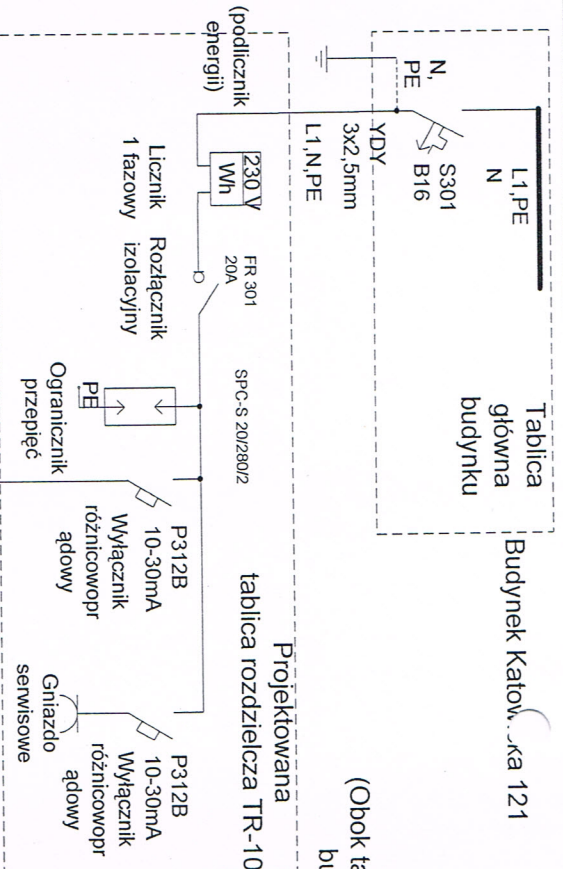 Budynek Katow
ka 121
Tablica
główna
budynku
L1,PE
N
S301
B16
N,
PE
YDY
3x2,5mm
L1,N,PE
(Obok ta
bu
Projektowana
tablica rozdzielcza TR-10
(podlicznik
energii)
230 V
Wh
Licznik
1 fazowy
FR 301
20A
Rozłącznik
izolacyjny
SPC-S 20/280/2
PE
Ogranicznik
przepięć
P312B
10-30mA
Wyłącznik
różnicowopr
ądowy
P312B
10-30mA
Wyłącznik
różnicowopr
ądowy
Gniazdo
serwisowe